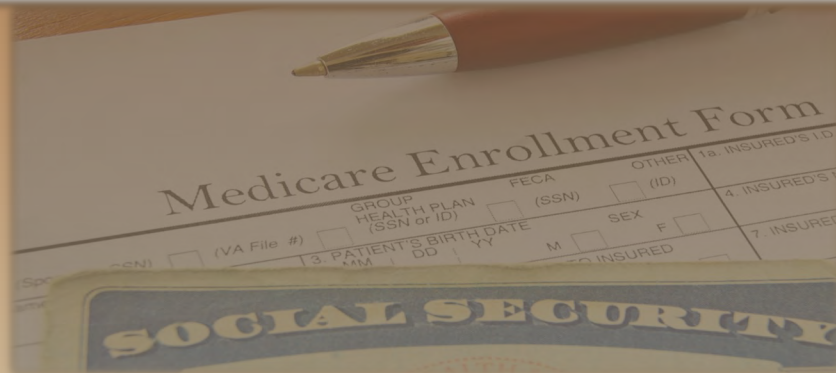 Medicare Enrollment Form
GROUP
HEALTH PLAN
(SSN or ID)
FECA
(SSN)
OTHER
(ID)
1a. INSURED'S I.D.
SSN)
(VA File #)
3. PATIENT'S BIRTH DATE
MM DD YY
SEX
M F
4. INSURED'S
INSURED
7. INSURED
SOCIAL SECURITY